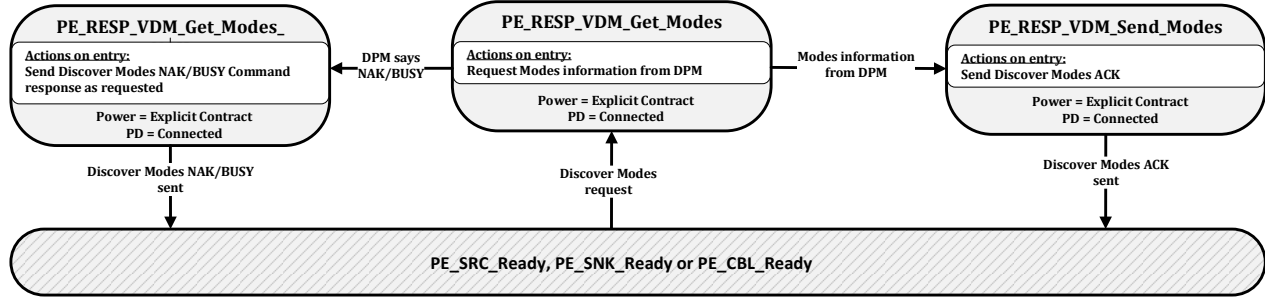 PE_RESP_VDM_Get_Modes_
Actions on entry:
Send Discover Modes NAK/BUSY Command
response as requested
Power = Explicit Contract
PD = Connected
DPM says
NAK/BUSY
PE_RESP_VDM_Get_Modes
Actions on entry:
Request Modes information from DPM
Power = Explicit Contract
PD = Connected
Modes information
from DPM
PE_RESP_VDM_Send_Modes
Actions on entry:
Send Discover Modes ACK
Power = Explicit Contract
PD = Connected
Discover Modes NAK/BUSY
sent
Discover Modes
request
Discover Modes ACK
sent
PE_SRC_Ready, PE_SNK_Ready or PE_CBL_Ready